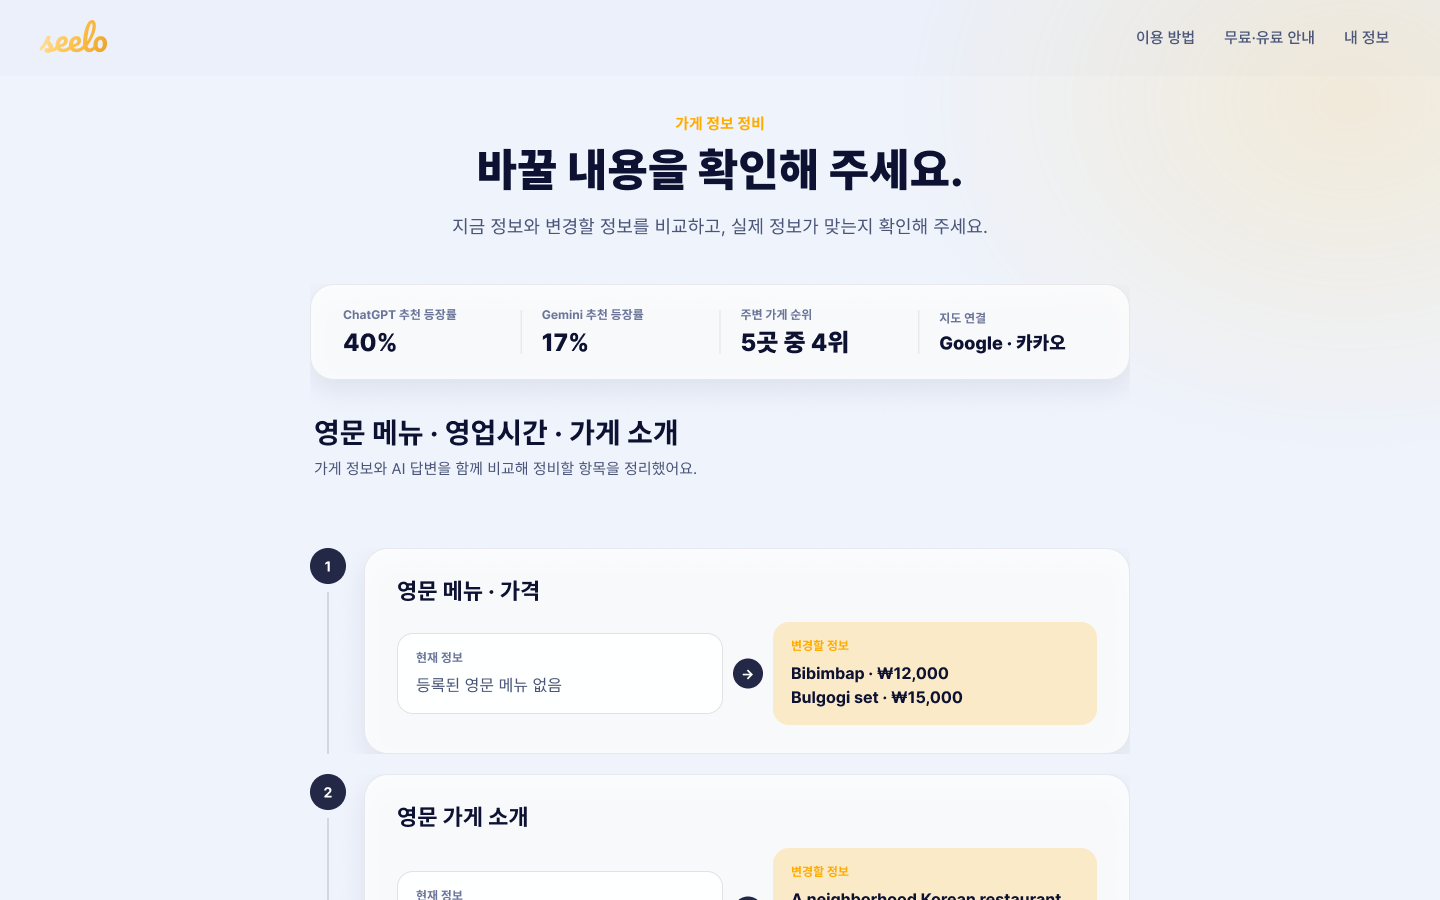 seelo
이용 방법
무료·유료 안내
내 정보
가게 정보 정비
바꿀 내용을 확인해 주세요.
지금 정보와 변경할 정보를 비교하고, 실제 정보가 맞는지 확인해 주세요.
ChatGPT 추천 등장률
40%
Gemini 추천 등장률
17%
주변 가게 순위
5곳 중 4위
지도 연결
Google · 카카오
영문 메뉴 · 영업시간 · 가게 소개
가게 정보와 AI 답변을 함께 비교해 정비할 항목을 정리했어요.
1
영문 메뉴 · 가격
현재 정보
등록된 영문 메뉴 없음
→
변경할 정보
Bibimbap · ₩12,000
Bulgogi set · ₩15,000
2
영문 가게 소개
현재 정보
변경할 정보
A neighborhood Korean restaurant